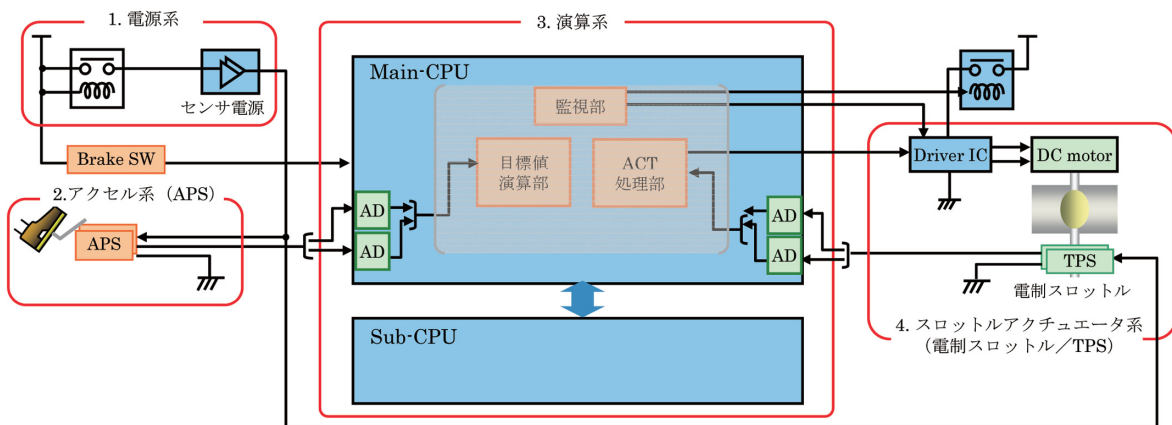 1. 電源系
センサ電源
Brake SW
2.アクセル系（APS）
APS
3. 演算系
Main-CPU
監視部
目標値
演算部
ACT
処理部
AD
AD
AD
AD
Sub-CPU
Driver IC
DC motor
TPS
電制スロットル
4. スロットルアクチュエータ系
（電制スロットル／TPS）